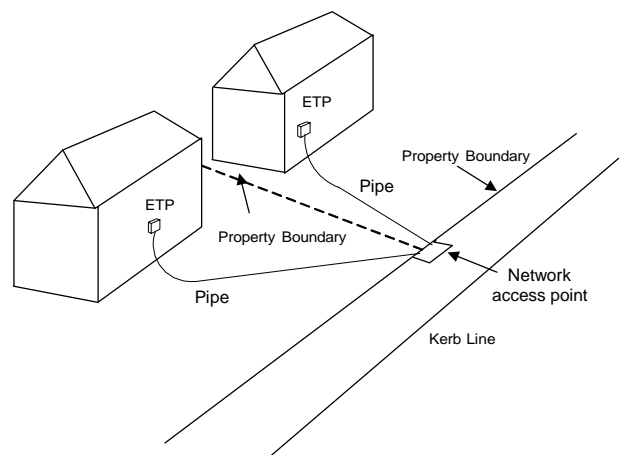 ETP
Property Boundary
Pipe
ETP
Property Boundary
Network
access point
Pipe
Kerb Line